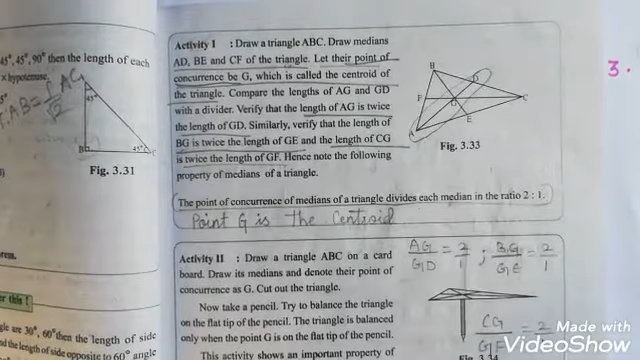 45°, 45°, 90° then the length of each
× hypotenuse.
AC
45°
B
45°
C
Fig. 3.31
orem.
er this !
gle are 30°, 60° then the length of side
nd the length of side opposite to 60° angle
Activity I : Draw a triangle ABC. Draw medians
AD, BE and CF of the triangle. Let their point of
concurrence be G, which is called the centroid of
the triangle. Compare the lengths of AG and GD
with a divider. Verify that the length of AG is twice
the length of GD. Similarly, verify that the length of
BG is twice the length of GE and the length of CG
is twice the length of GF. Hence note the following
property of medians of a triangle.
B
D
F
G
C
E
A
Fig. 3.33
3.
The point of concurrence of medians of a triangle divides each median in the ratio 2 : 1.
Point G is The Centroid
Activity II : Draw a triangle ABC on a card
board. Draw its medians and denote their point of
concurrence as G. Cut out the triangle.
Now take a pencil. Try to balance the triangle
on the flat tip of the pencil. The triangle is balanced
only when the point G is on the flat tip of the pencil.
This activity shows an important property of
AG/GD = 2/1 ; BG/GE = 2/1
CG/GF = 2
Fig. 3.34
Made with
VideoShow